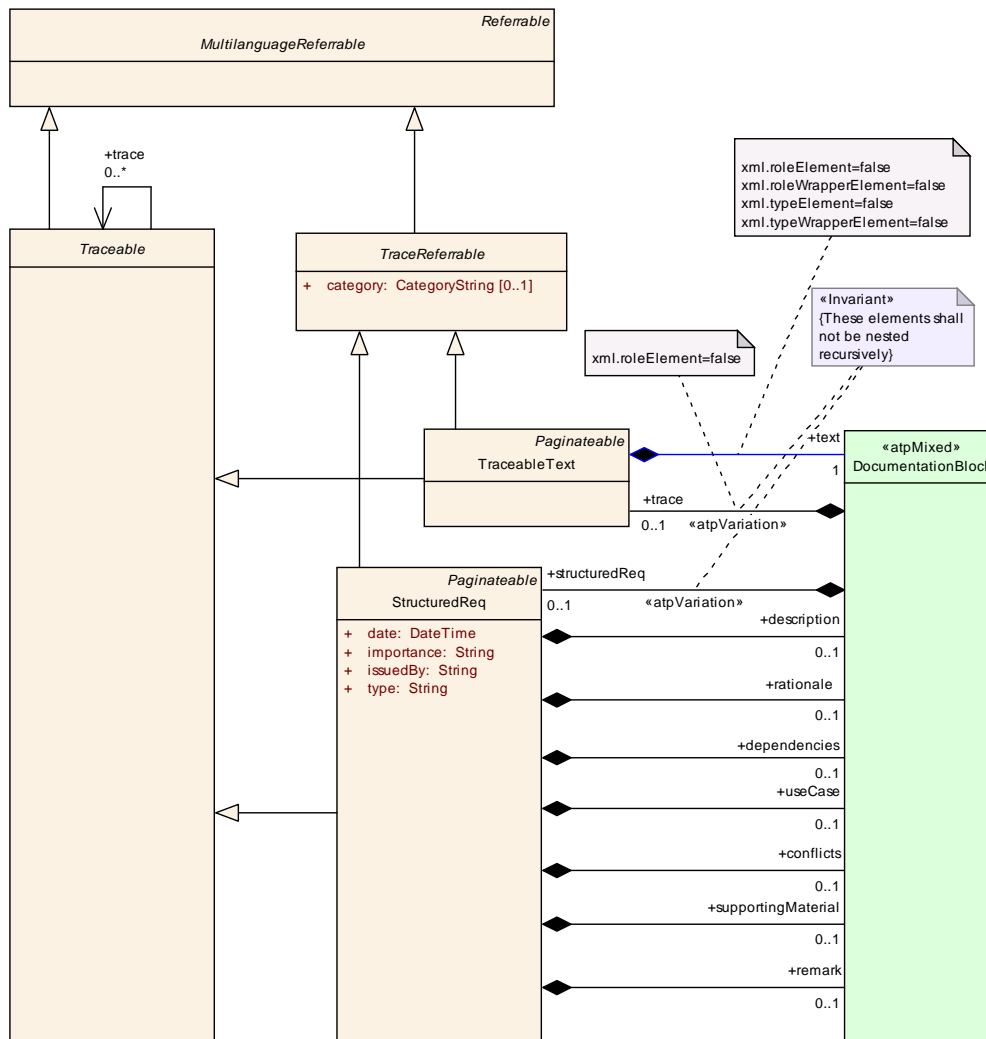 Referrable
MultilanguageReferrable
+trace
0..*
xml.roleElement=false
xml.roleWrapperElement=false
xml.typeElement=false
xml.typeWrapperElement=false
Traceable
TraceReferrable
+ category: CategoryString [0..1]
«Invariant»
{These elements shall
not be nested
recursively}
xml.roleElement=false
Paginateable
TraceableText
+text
1
«atpMixed»
DocumentationBlock
+trace
0..1
«atpVariation»
Paginateable
StructuredReq
+structuredReq
0..1
«atpVariation»
+ date: DateTime
+ importance: String
+ issuedBy: String
+ type: String
+description
0..1
+rationale
0..1
+dependencies
0..1
+useCase
0..1
+conflicts
0..1
+supportingMaterial
0..1
+remark
0..1